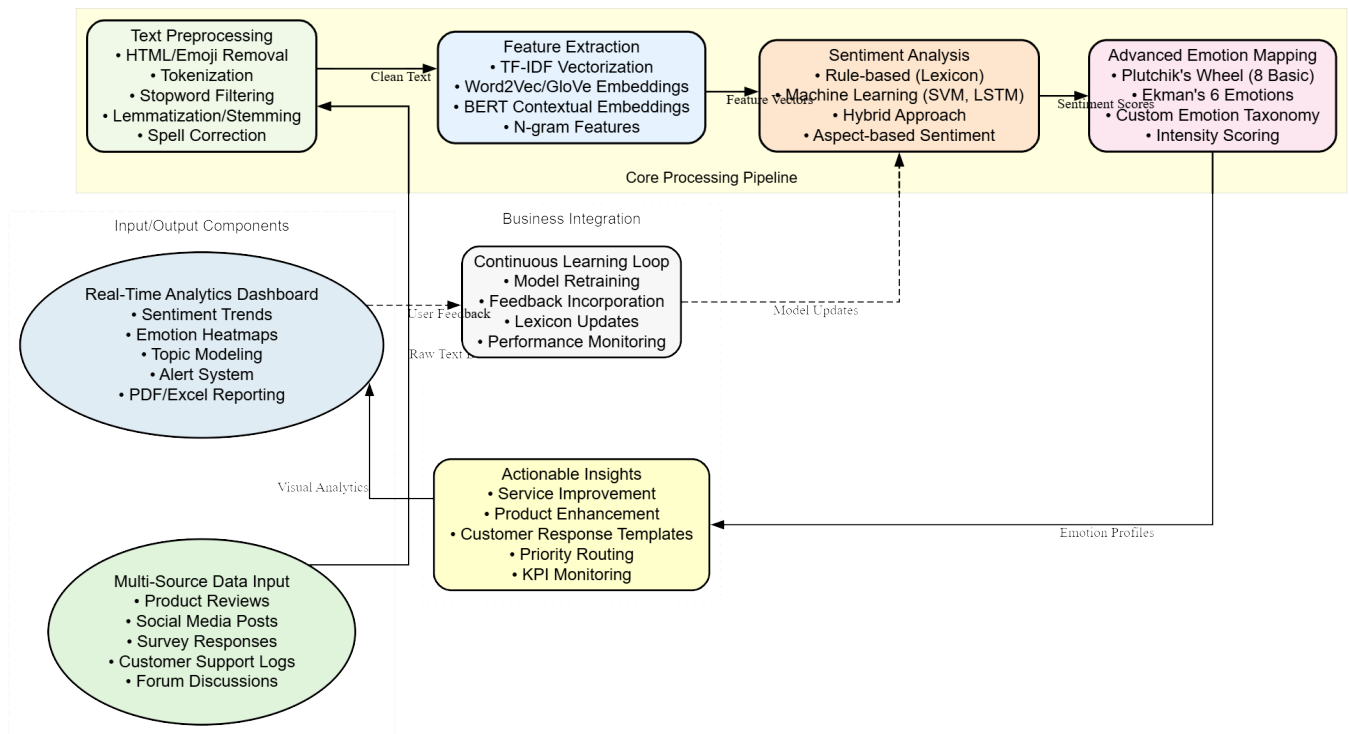 Text Preprocessing
• HTML/Emoji Removal
• Tokenization
• Stopword Filtering
• Lemmatization/Stemming
• Spell Correction
Clean Text
Feature Extraction
• TF-IDF Vectorization
• Word2Vec/GloVe Embeddings
• BERT Contextual Embeddings
• N-gram Features
Feature Vectors
Sentiment Analysis
• Rule-based (Lexicon)
• Machine Learning (SVM, LSTM)
• Hybrid Approach
• Aspect-based Sentiment
Sentiment Scores
Advanced Emotion Mapping
• Plutchik's Wheel (8 Basic)
• Ekman's 6 Emotions
• Custom Emotion Taxonomy
• Intensity Scoring
Core Processing Pipeline
Input/Output Components
Business Integration
Real-Time Analytics Dashboard
• Sentiment Trends
• Emotion Heatmaps
• Topic Modeling
• Alert System
• PDF/Excel Reporting
User Feedback
Raw Text
Continuous Learning Loop
• Model Retraining
• Feedback Incorporation
• Lexicon Updates
• Performance Monitoring
Model Updates
Visual Analytics
Actionable Insights
• Service Improvement
• Product Enhancement
• Customer Response Templates
• Priority Routing
• KPI Monitoring
Emotion Profiles
Multi-Source Data Input
• Product Reviews
• Social Media Posts
• Survey Responses
• Customer Support Logs
• Forum Discussions